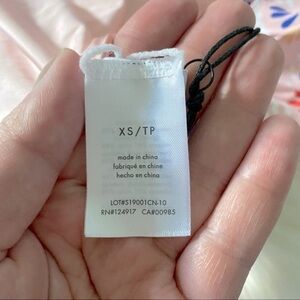 XS/TP
made in china
fabriqué en chine
hecho en china
LOT#S19001CN-10
RN#124917 CA#00985